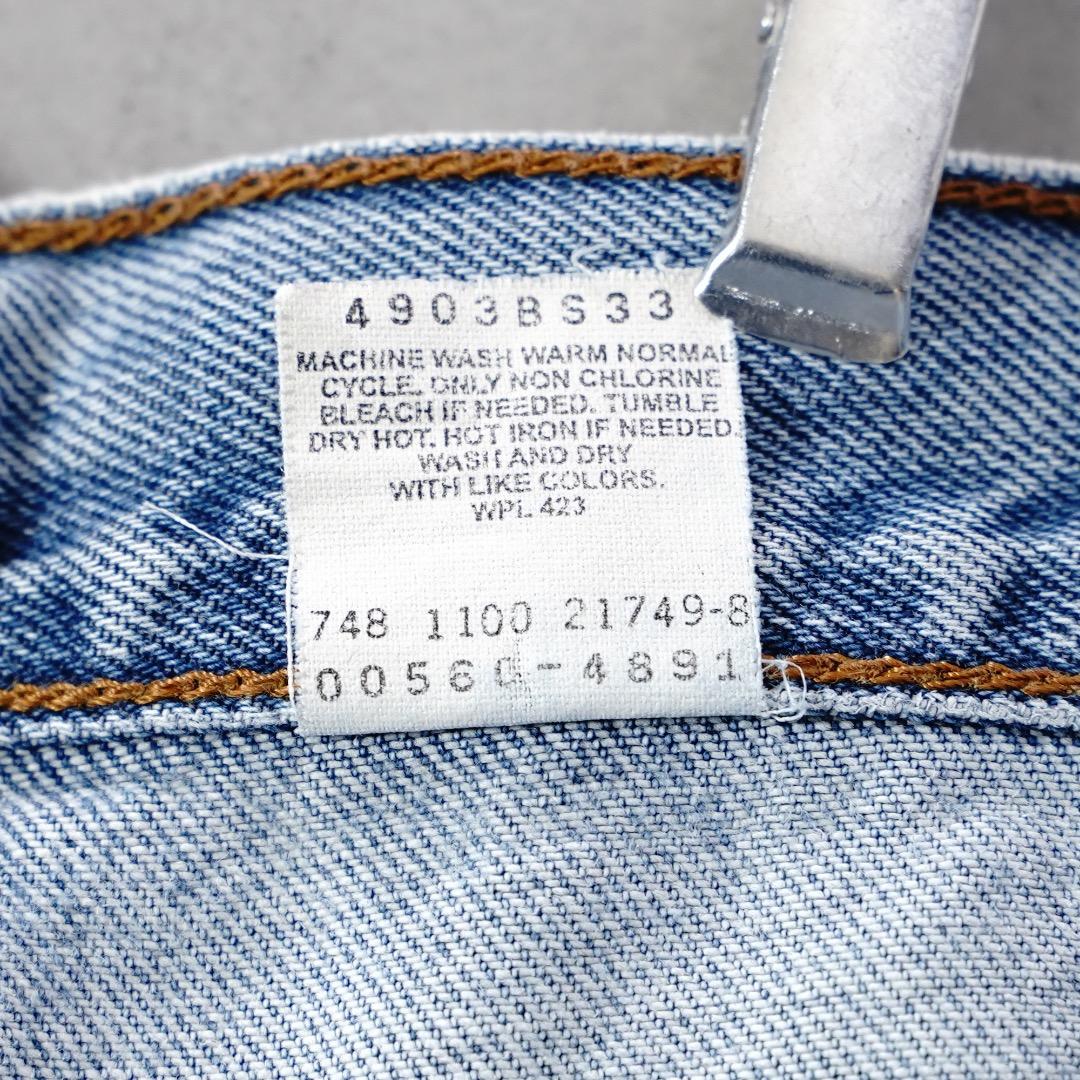 4903BS33
MACHINE WASH WARM NORMAL
CYCLE. ONLY NON CHLORINE
BLEACH IF NEEDED. TUMBLE
DRY HOT. HOT IRON IF NEEDED.
WASH AND DRY
WITH LIKE COLORS.
WPL 423
748 1100 21749-8
0056C-4891